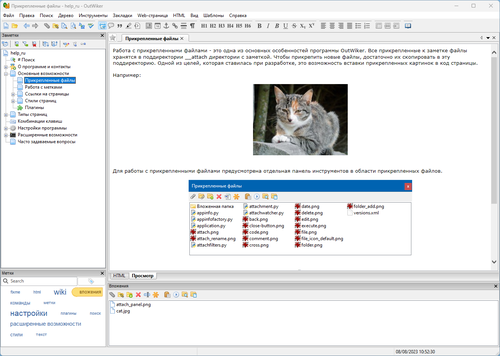 Прикрепленные файлы - help_ru - OutWiker
Файл Правка Поиск Дерево Инструменты Закладки Web-страница HTML Вид Шаблоны Справка
Заметки
help_ru
# Поиск
О программе и контакты
Основные возможности
Прикрепленные файлы
Работа с метками
Ссылки на страницы
Стили страниц
Плагины
Типы страниц
Комбинации клавиш
Настройки программы
Расширенные возможности
Часто задаваемые вопросы
Метки
Search
wiki
вложения
команды
метки
поиск
настройки
плагины
расширенные возможности
стили
текст
Прикрепленные файлы
Работа с прикрепленными файлами - это одна из основных особенностей программы OutWiker. Все прикрепленные к заметке файлы
хранятся в поддиректории __attach директории с заметкой. Чтобы прикрепить новые файлы, достаточно их скопировать в эту
поддиректорию. Одной из целей, которая ставилась при разработке, это возможность вставки прикрепленных картинок в код страницы.
Например:
Для работы с прикрепленными файлами предусмотрена отдельная панель инструментов в области прикрепленных файлов.
Прикрепленные файлы
Вложенная папка attachment.py date.png folder_add.png
appinfo.py attachwatcher.py delete.png versions.xml
appinfofactory.py back.png edit.png
application.py close-button.png execute.png
attach.png code.png file.png
attach_rename.png comment.png file_icon_default.png
attachfilters.py cross.png folder.png
HTML Просмотр
Вложения
attach_panel.png
cat.jpg
08/08/2023 10:52:30